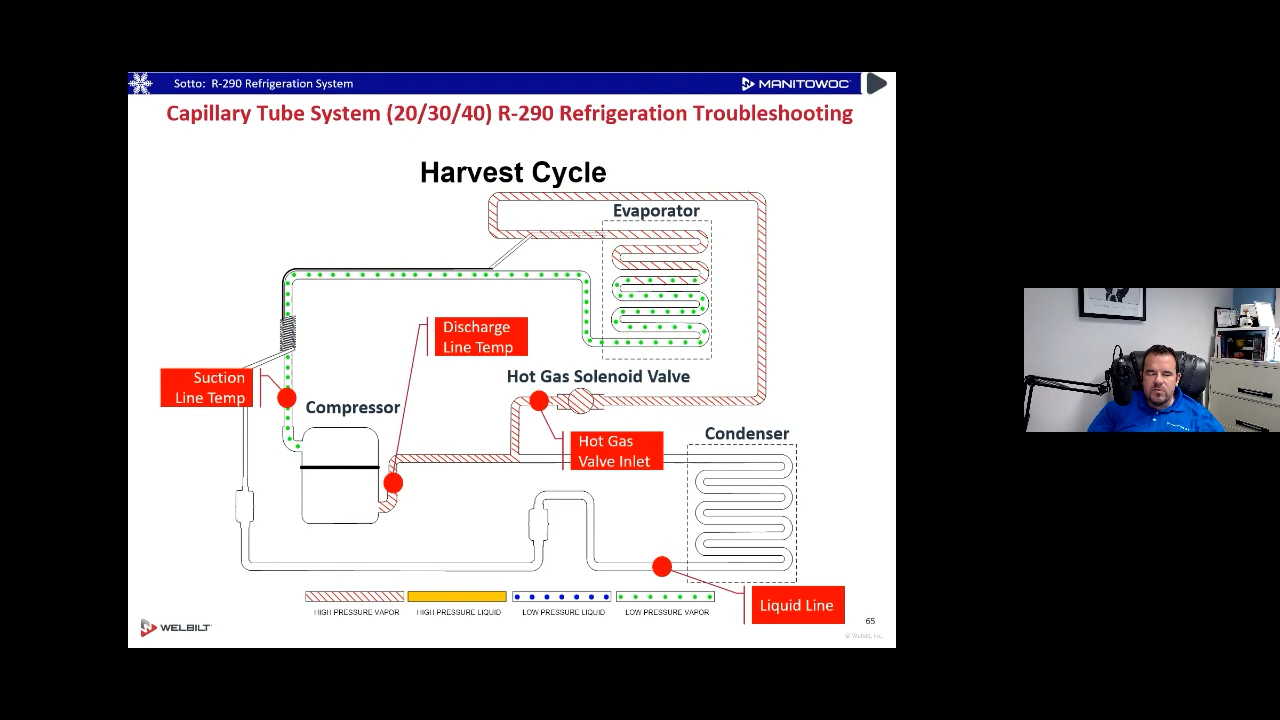 Sotto: R-290 Refrigeration System
MANITOWOC
Capillary Tube System (20/30/40) R-290 Refrigeration Troubleshooting
Harvest Cycle
Evaporator
Discharge
Line Temp
Suction
Line Temp
Hot Gas Solenoid Valve
Compressor
Hot Gas
Valve Inlet
Condenser
Liquid Line
HIGH PRESSURE VAPOR
HIGH PRESSURE LIQUID
LOW PRESSURE LIQUID
LOW PRESSURE VAPOR
WELBILT
65
© Welbilt, Inc.